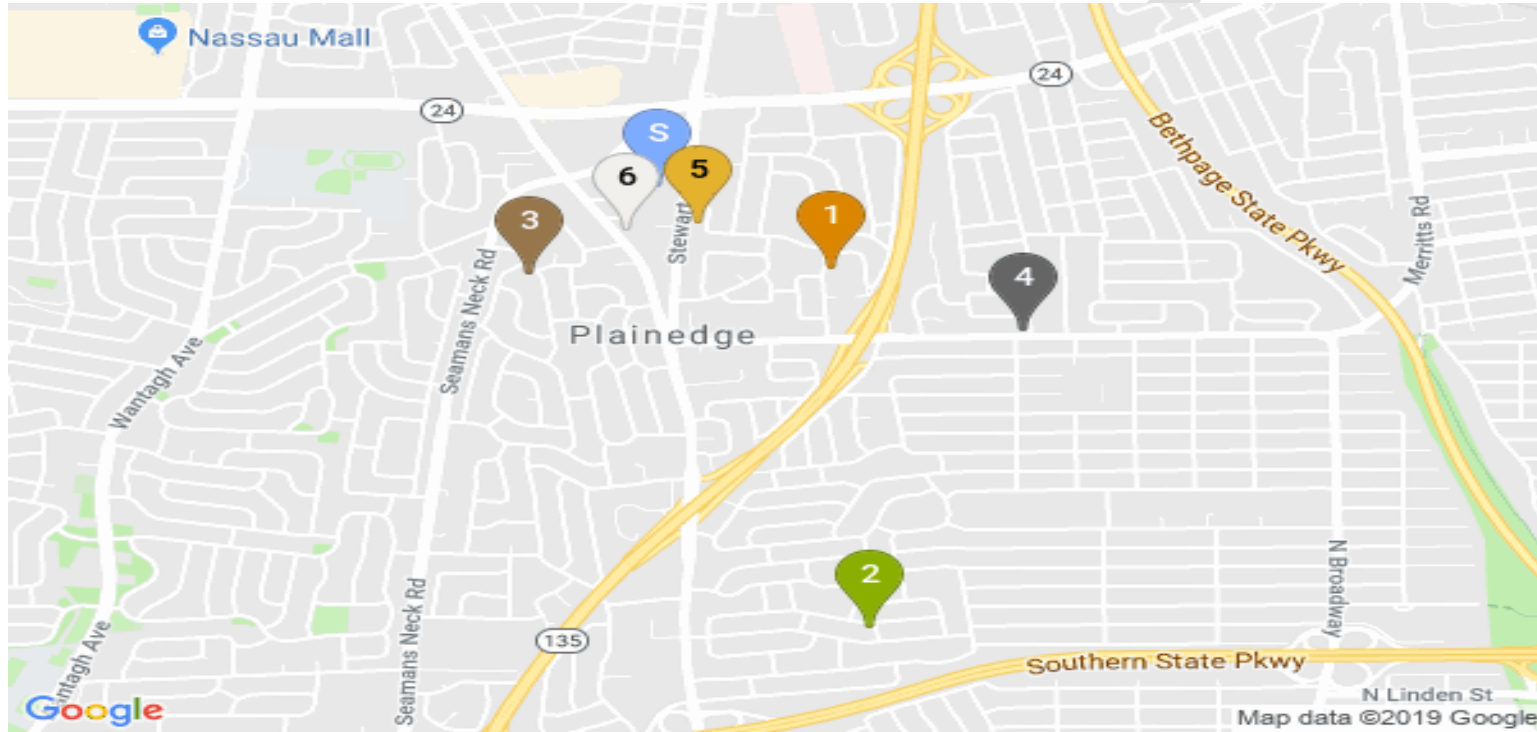 Nassau Mall
24
24
S
Bethpage State Pkwy
6
5
3
1
Stewart
Merritts Rd
Seamans Neck Rd
4
Plainedge
Wantagh Ave
2
N Broadway
Seamans Neck Rd
135
antagh Ave
Southern State Pkwy
N Linden St
Google
Map data ©2019 Google